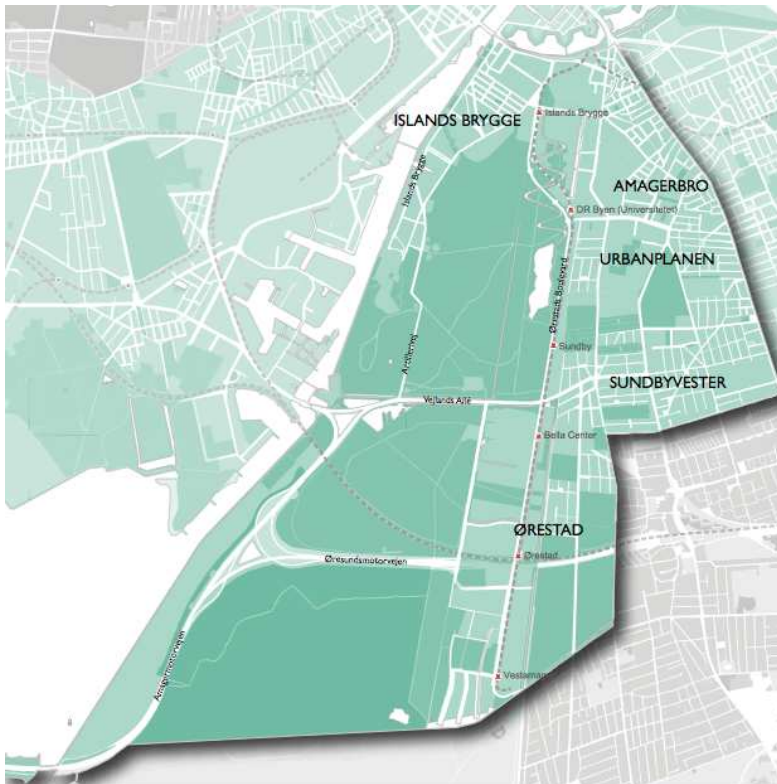 Islands Brygge
ISLANDS BRYGGE
Islands Brygge
AMAGERBRO
DR Byen (Universitetet)
URBANPLANEN
Ørestads Boulevard
Artillerivej
Sundby
SUNDBYVESTER
Vejlands Allé
Bella Center
ØRESTAD
Ørestad
Øresundsmotorvejen
Amagermotorvejen